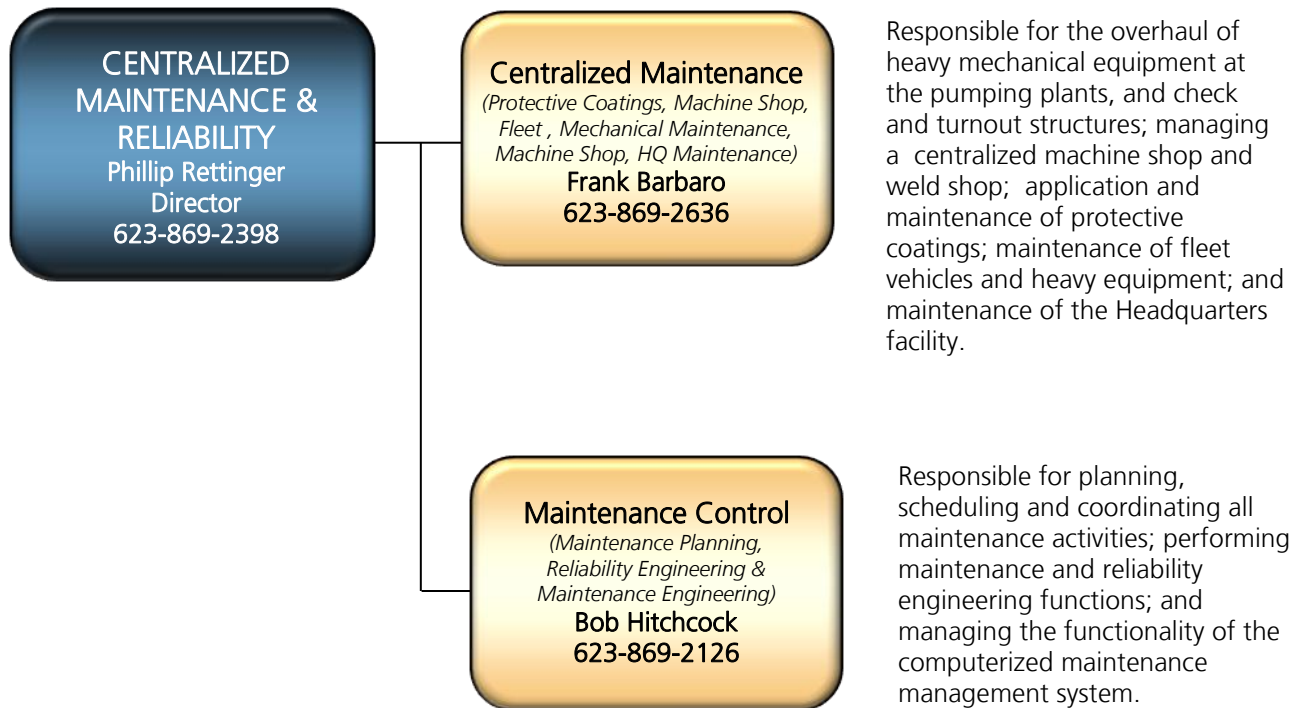 CENTRALIZED
MAINTENANCE &
RELIABILITY
Phillip Rettinger
Director
623-869-2398
Centralized Maintenance
(Protective Coatings, Machine Shop,
Fleet , Mechanical Maintenance,
Machine Shop, HQ Maintenance)
Frank Barbaro
623-869-2636
Responsible for the overhaul of
heavy mechanical equipment at
the pumping plants, and check
and turnout structures; managing
a  centralized machine shop and
weld shop;  application and
maintenance of protective
coatings; maintenance of fleet
vehicles and heavy equipment; and
maintenance of the Headquarters
facility.
Maintenance Control
(Maintenance Planning,
Reliability Engineering &
Maintenance Engineering)
Bob Hitchcock
623-869-2126
Responsible for planning,
scheduling and coordinating all
maintenance activities; performing
maintenance and reliability
engineering functions; and
managing the functionality of the
computerized maintenance
management system.